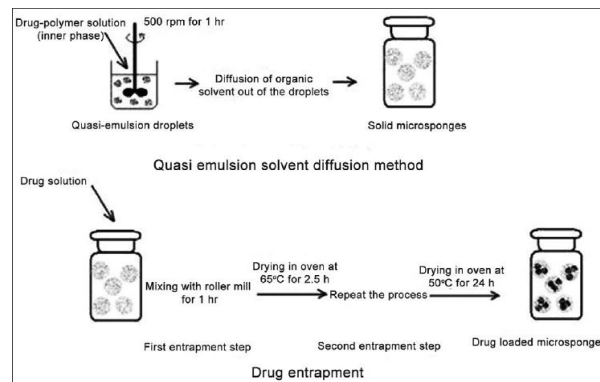 Drug-polymer solution
(inner phase)
500 rpm for 1 hr
Diffusion of organic
solvent out of the droplets
Quasi-emulsion droplets
Solid microsponges
Quasi emulsion solvent diffusion method
Drug solution
Mixing with roller mill
for 1 hr
Drying in oven at
65°C for 2.5 h
Repeat the process
Drying in oven at
50°C for 24 h
First entrapment step
Second entrapment step
Drug loaded microsponge
Drug entrapment